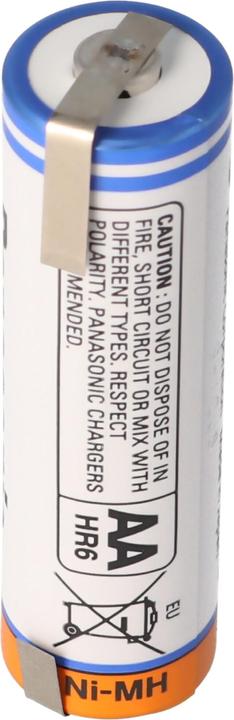 CAUTION : DO NOT DISPOSE OF IN
FIRE, SHORT CIRCUIT OR MIX WITH
DIFFERENT TYPES. RESPECT
POLARITY. PANASONIC CHARGERS
MENDED.
AA
HR6
EU
Ni-MH